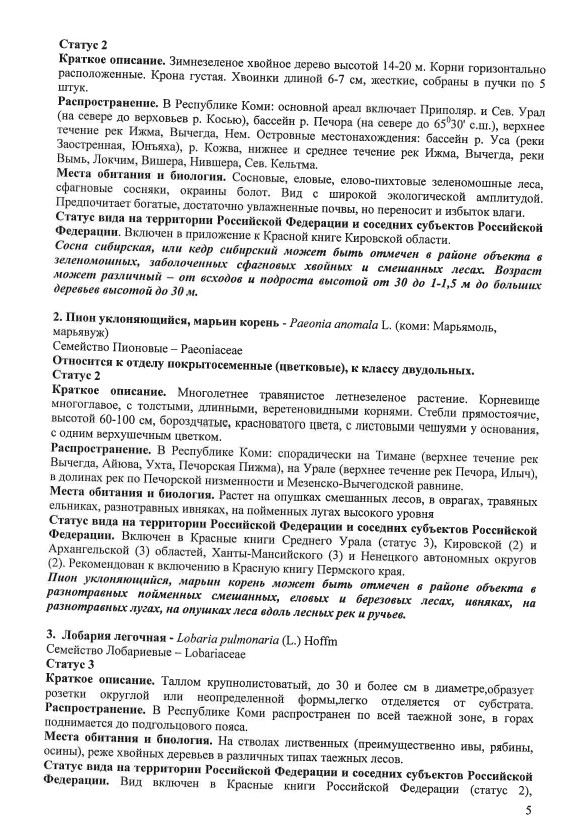 Статус 2
Краткое описание. Зимнезеленое хвойное дерево высотой 14-20 м. Корни горизонтально
расположенные. Крона густая. Хвоинки длиной 6-7 см, жесткие, собраны в пучки по 5
штук.
Распространение. В Республике Коми: основной ареал включает Приполяр. и Сев. Урал
(на севере до верховьев р. Косью), бассейн р. Печора (на севере до 65⁰30' с.ш.), верхнее
течение рек Ижма, Вычегда, Нем. Островные местонахождения: бассейн р. Уса (реки
Заостренная, Юньяха), р. Кожва, нижнее и среднее течение рек Ижма, Вычегда, реки
Вымь, Локчим, Вишера, Нившера, Сев. Кельтма.
Места обитания и биология. Сосновые, еловые, елово-пихтовые зеленомошные леса,
сфагновые сосняки, окраины болот. Вид с широкой экологической амплитудой.
Предпочитает богатые, достаточно увлажненные почвы, но переносит и избыток влаги.
Статус вида на территории Российской Федерации и соседних субъектов Российской
Федерации. Включен в приложение к Красной книге Кировской области.
Сосна сибирская, или кедр сибирский может быть отмечен в районе объекта в
зеленомошных, заболоченных сфагновых хвойных и смешанных лесах. Возраст
может различный – от всходов и подроста высотой от 30 до 1-1,5 м до больших
деревьев высотой до 30 м.
2. Пион уклоняющийся, марьин корень - Paeonia anomala L. (коми: Марьямоль,
марьявуж)
Семейство Пионовые – Paeoniaceae
Относится к отделу покрытосеменные (цветковые), к классу двудольных.
Статус 2
Краткое описание. Многолетнее травянистое летнезеленое растение. Корневище
многоглавое, с толстыми, длинными, веретеновидными корнями. Стебли прямостоячие,
высотой 60-100 см, бороздчатые, красноватого цвета, с листовыми чешуями у основания,
с одним верхушечным цветком.
Распространение. В Республике Коми: спорадически на Тимане (верхнее течение рек
Вычегда, Айюва, Ухта, Печорская Пижма), на Урале (верхнее течение рек Печора, Илыч),
в долинах рек по Печорской низменности и Мезенско-Вычегодской равнине.
Места обитания и биология. Растет на опушках смешанных лесов, в оврагах, травяных
ельниках, разнотравных ивняках, на пойменных лугах высокого уровня
Статус вида на территории Российской Федерации и соседних субъектов Российской
Федерации. Включен в Красные книги Среднего Урала (статус 3), Кировской (2) и
Архангельской (3) областей, Ханты-Мансийского (3) и Ненецкого автономных округов
(2). Рекомендован к включению в Красную книгу Пермского края.
Пион уклоняющийся, марьин корень может быть отмечен в районе объекта в
разнотравных пойменных смешанных, еловых и березовых лесах, ивняках, на
разнотравных лугах, на опушках леса вдоль лесных рек и ручьев.
3. Лобария легочная - Lobaria pulmonaria (L.) Hoffm
Семейство Лобариевые – Lobariaceae
Статус 3
Краткое описание. Таллом крупнолистоватый, до 30 и более см в диаметре,образует
розетки округлой или неопределенной формы,легко отделяется от субстрата.
Распространение. В Республике Коми распространен по всей таежной зоне, в горах
поднимается до подгольцового пояса.
Места обитания и биология. На стволах лиственных (преимущественно ивы, рябины,
осины), реже хвойных деревьев в различных типах таежных лесов.
Статус вида на территории Российской Федерации и соседних субъектов Российской
Федерации. Вид включен в Красные книги Российской Федерации (статус 2),
5